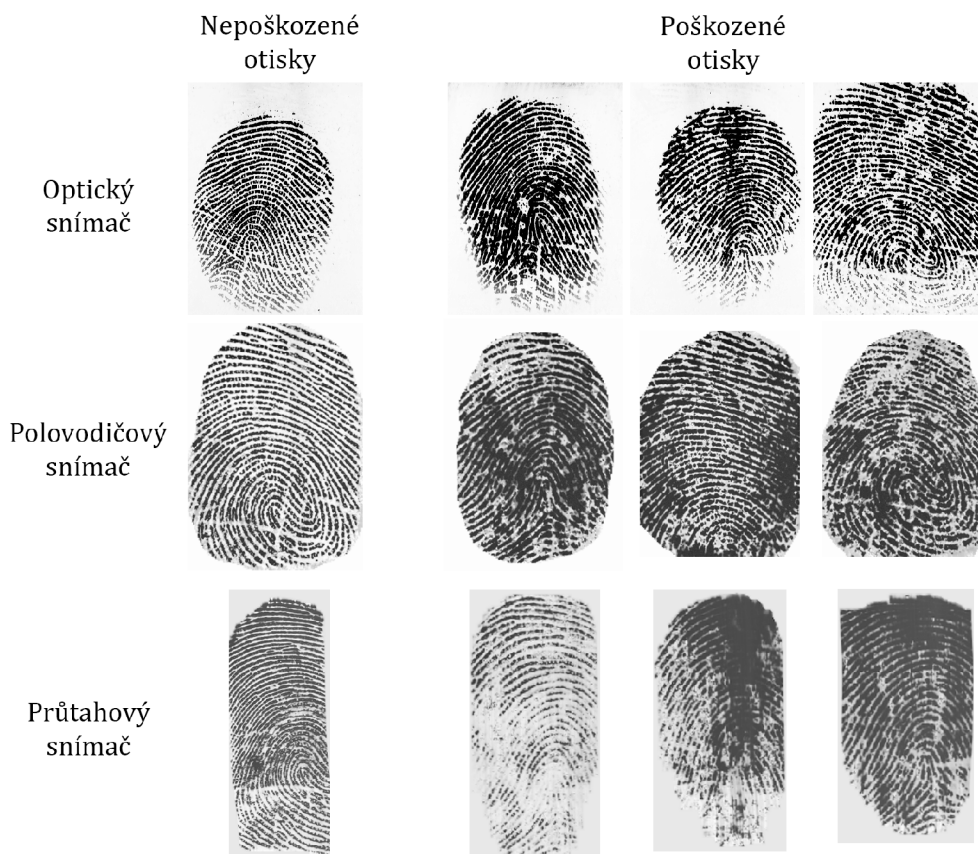 Nepoškozené
otisky
Poškozené
otisky
Optický
snímač
Polovodičový
snímač
Průtahový
snímač